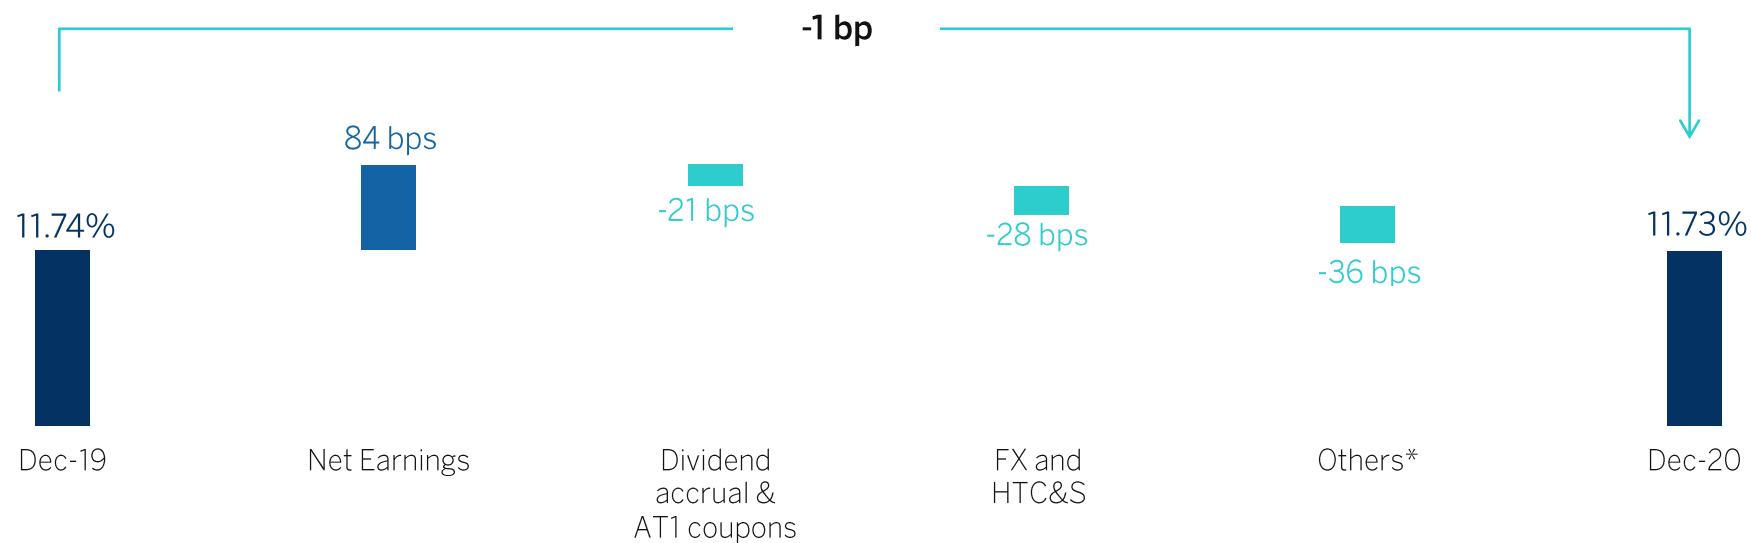 -1 bp
84 bps
-21 bps
11.74%
-28 bps
-36 bps
11.73%
Dec-19
Net Earnings
Dividend
accrual &
AT1 coupons
FX and
HTC&S
Others*
Dec-20